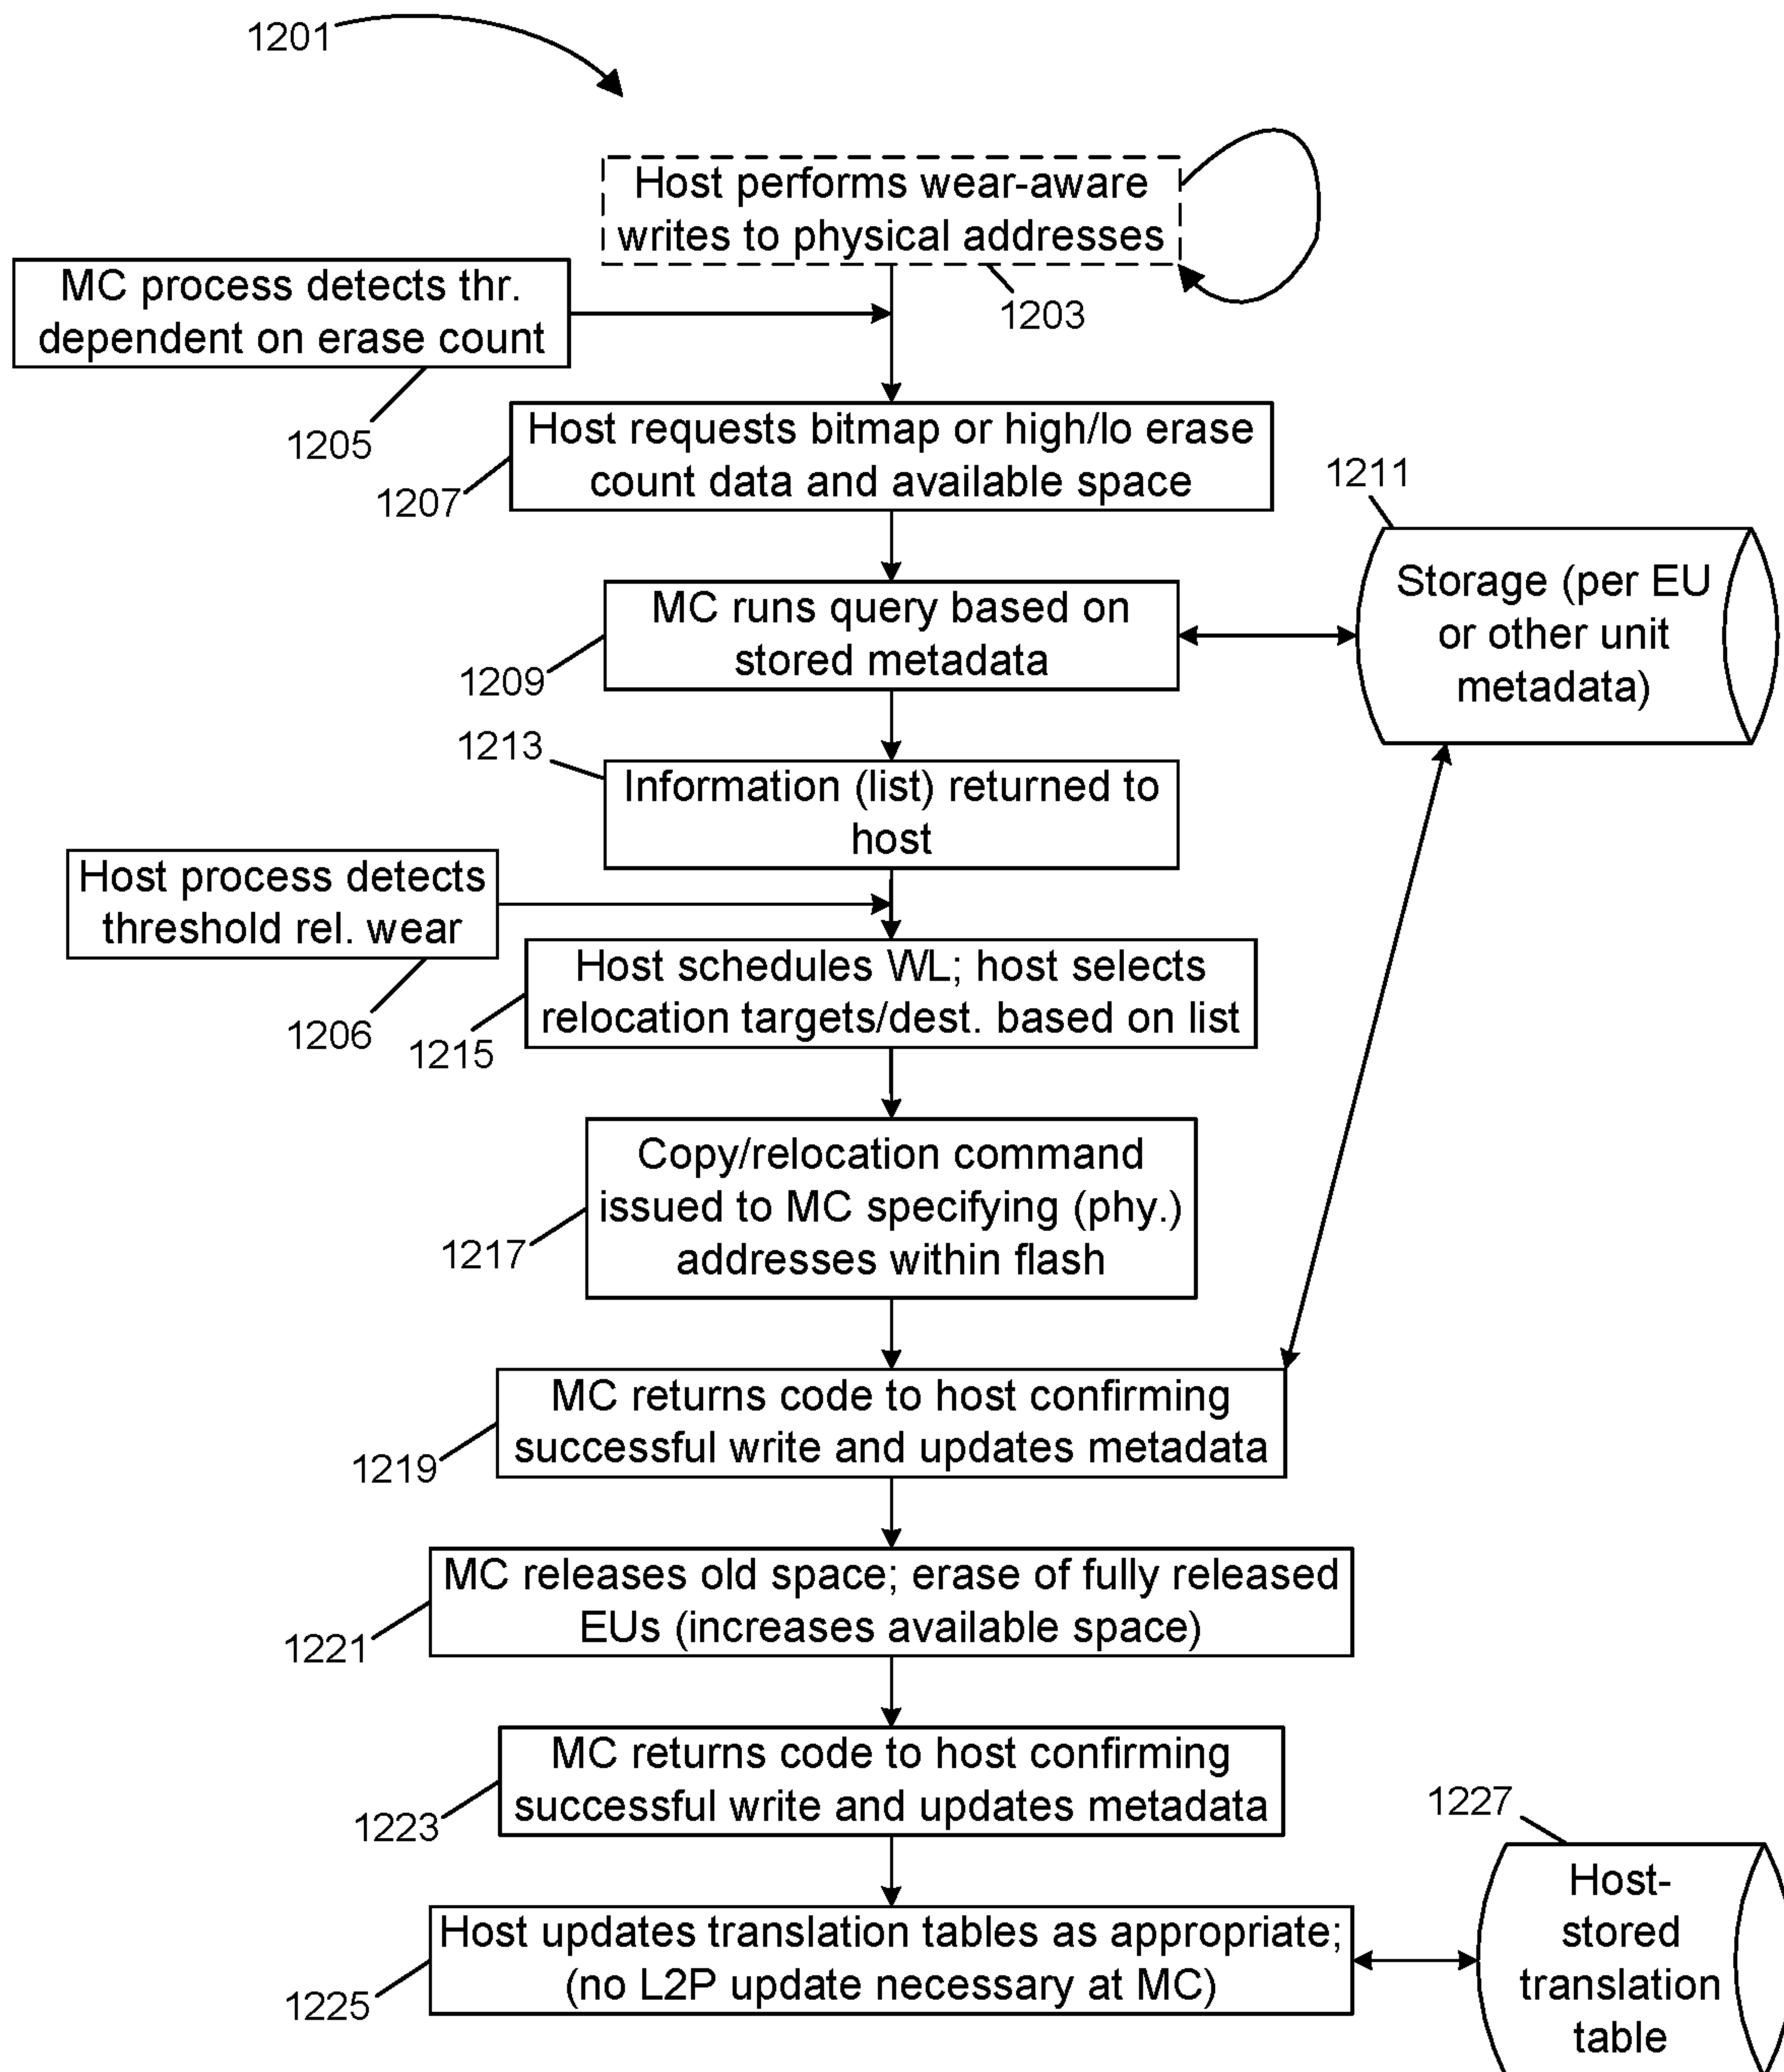 1201
Host performs wear-aware
writes to physical addresses
1203
MC process detects thr.
dependent on erase count
1205
Host requests bitmap or high/lo erase
count data and available space
1207
1211
Storage (per EU
or other unit
metadata)
MC runs query based on
stored metadata
1209
1213
Information (list) returned to
host
Host process detects
threshold rel. wear
1206
Host schedules WL; host selects
relocation targets/dest. based on list
1215
Copy/relocation command
issued to MC specifying (phy.)
addresses within flash
1217
MC returns code to host confirming
successful write and updates metadata
1219
MC releases old space; erase of fully released
EUs (increases available space)
1221
MC returns code to host confirming
successful write and updates metadata
1223
1227
Host-
stored
translation
table
Host updates translation tables as appropriate;
(no L2P update necessary at MC)
1225